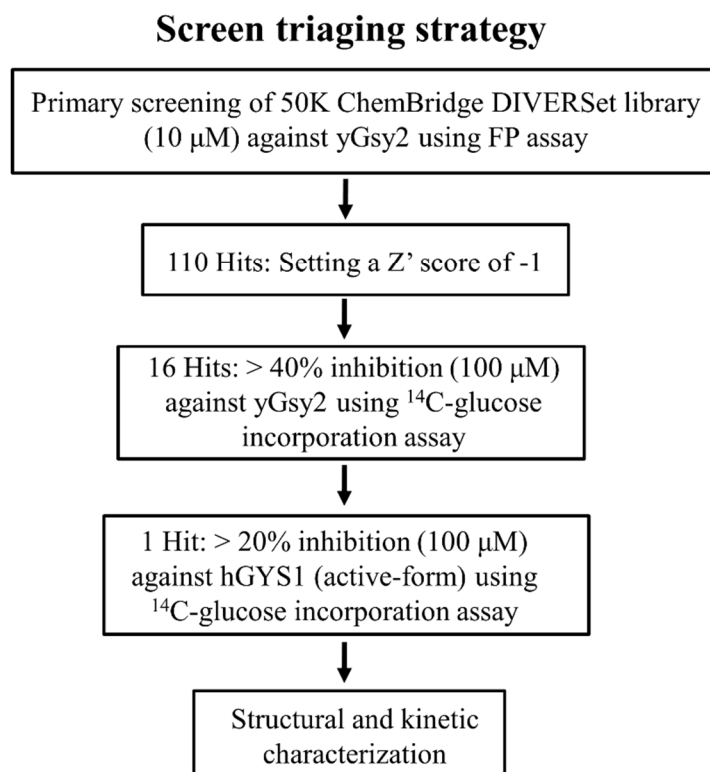 Screen triaging strategy
Primary screening of 50K ChemBridge DIVERSet library
(10 μM) against yGsy2 using FP assay
110 Hits: Setting a Z’ score of -1
16 Hits: > 40% inhibition (100 μM)
against yGsy2 using ¹⁴C-glucose
incorporation assay
1 Hit: > 20% inhibition (100 μM)
against hGYS1 (active-form) using
¹⁴C-glucose incorporation assay
Structural and kinetic
characterization